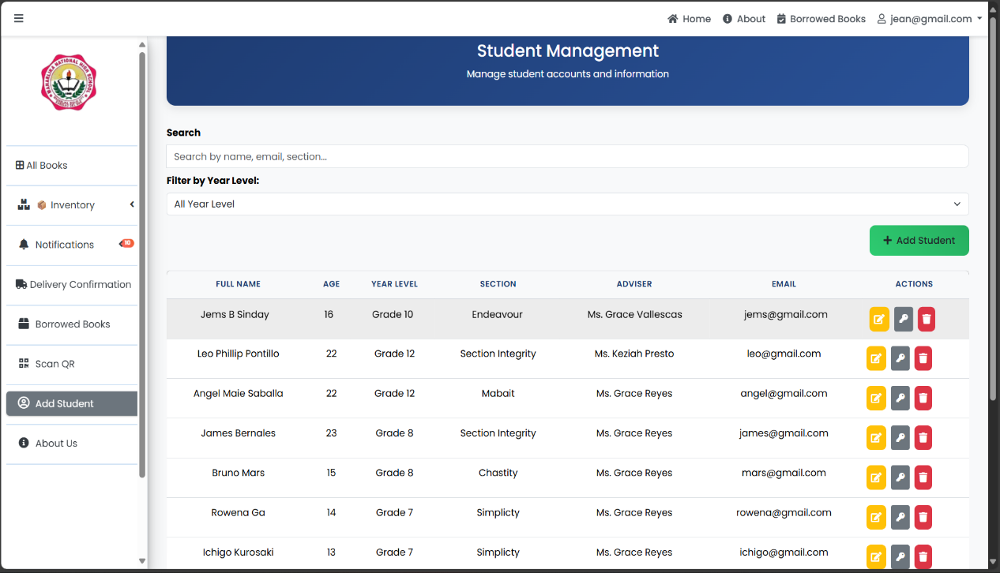 Home About Borrowed Books jean@gmail.com
MAHARLIKA NATIONAL HIGH SCHOOL
All Books
Inventory
Notifications 10
Delivery Confirmation
Borrowed Books
Scan QR
Add Student
About Us
Student Management
Manage student accounts and information
Search
Search by name, email, section...
Filter by Year Level:
All Year Level
Add Student
FULL NAME AGE YEAR LEVEL SECTION ADVISER EMAIL ACTIONS
Jems B Sinday 16 Grade 10 Endeavour Ms. Grace Vallescas jems@gmail.com
Leo Phillip Pontillo 22 Grade 12 Section Integrity Ms. Keziah Presto leo@gmail.com
Angel Maie Saballa 22 Grade 12 Mabait Ms. Grace Reyes angel@gmail.com
James Bernales 23 Grade 8 Section Integrity Ms. Grace Reyes james@gmail.com
Bruno Mars 15 Grade 8 Chastity Ms. Grace Reyes mars@gmail.com
Rowena Ga 14 Grade 7 Simplicty Ms. Grace Reyes rowena@gmail.com
Ichigo Kurosaki 13 Grade 7 Simplicty Ms. Grace Reyes ichigo@gmail.com